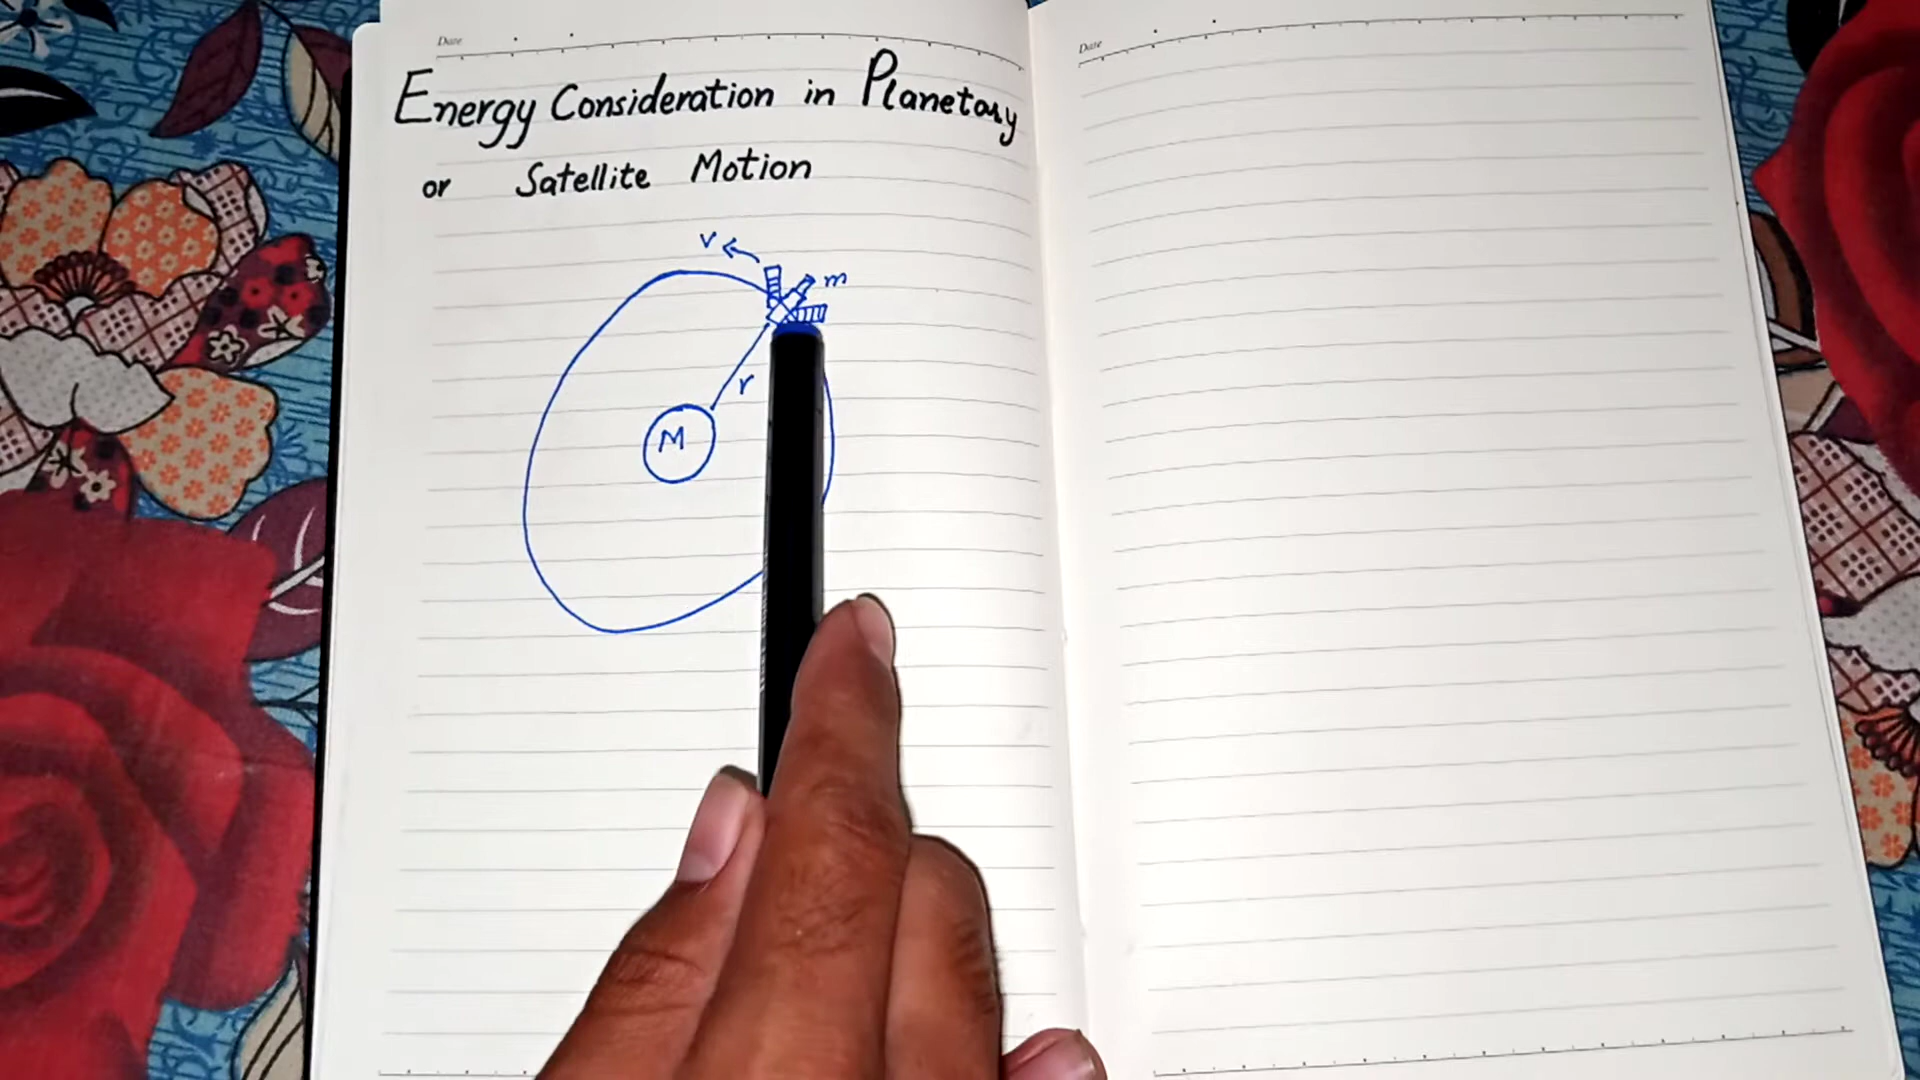 Date
Energy Consideration in Planetary
or Satellite Motion
v
m
r
M
Date